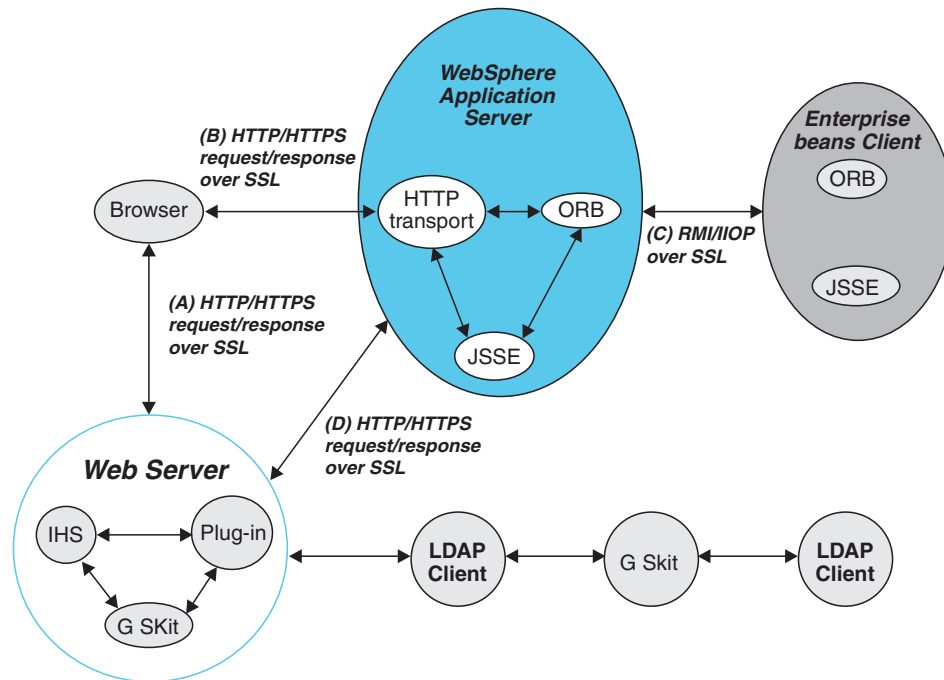 WebSphere
Application
Server
Enterprise
beans Client
(B) HTTP/HTTPS
request/response
over SSL
ORB
Browser
HTTP
transport
ORB
(C) RMI/IIOP
over SSL
JSSE
(A) HTTP/HTTPS
request/response
over SSL
JSSE
(D) HTTP/HTTPS
request/response
over SSL
Web Server
IHS
Plug-in
G SKit
LDAP
Client
G Skit
LDAP
Client